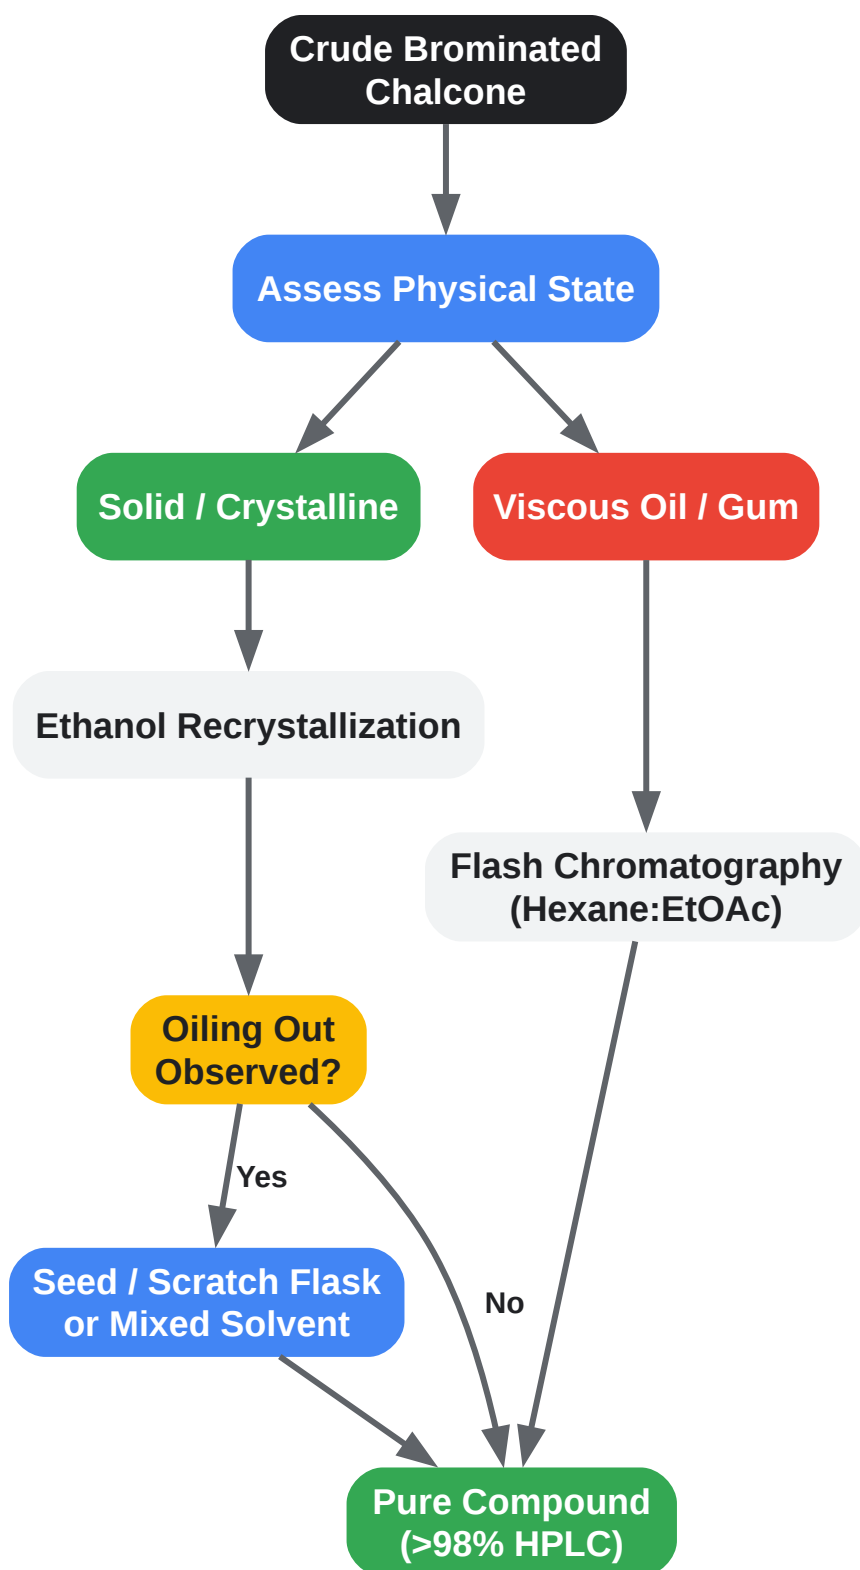 Crude Brominated
Chalcone
Assess Physical State
Solid / Crystalline
Viscous Oil / Gum
Ethanol Recrystallization
Flash Chromatography
(Hexane:EtOAc)
Oiling Out
Observed?
Yes
Seed / Scratch Flask
or Mixed Solvent
No
Pure Compound
(>98% HPLC)